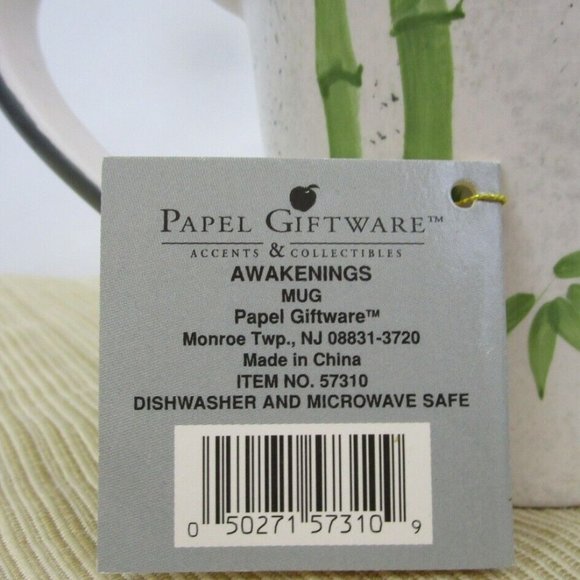 PAPEL GIFTWARE™
ACCENTS & COLLECTIBLES
AWAKENINGS
MUG
Papel Giftware™
Monroe Twp., NJ 08831-3720
Made in China
ITEM NO. 57310
DISHWASHER AND MICROWAVE SAFE
0 50271 57310 9